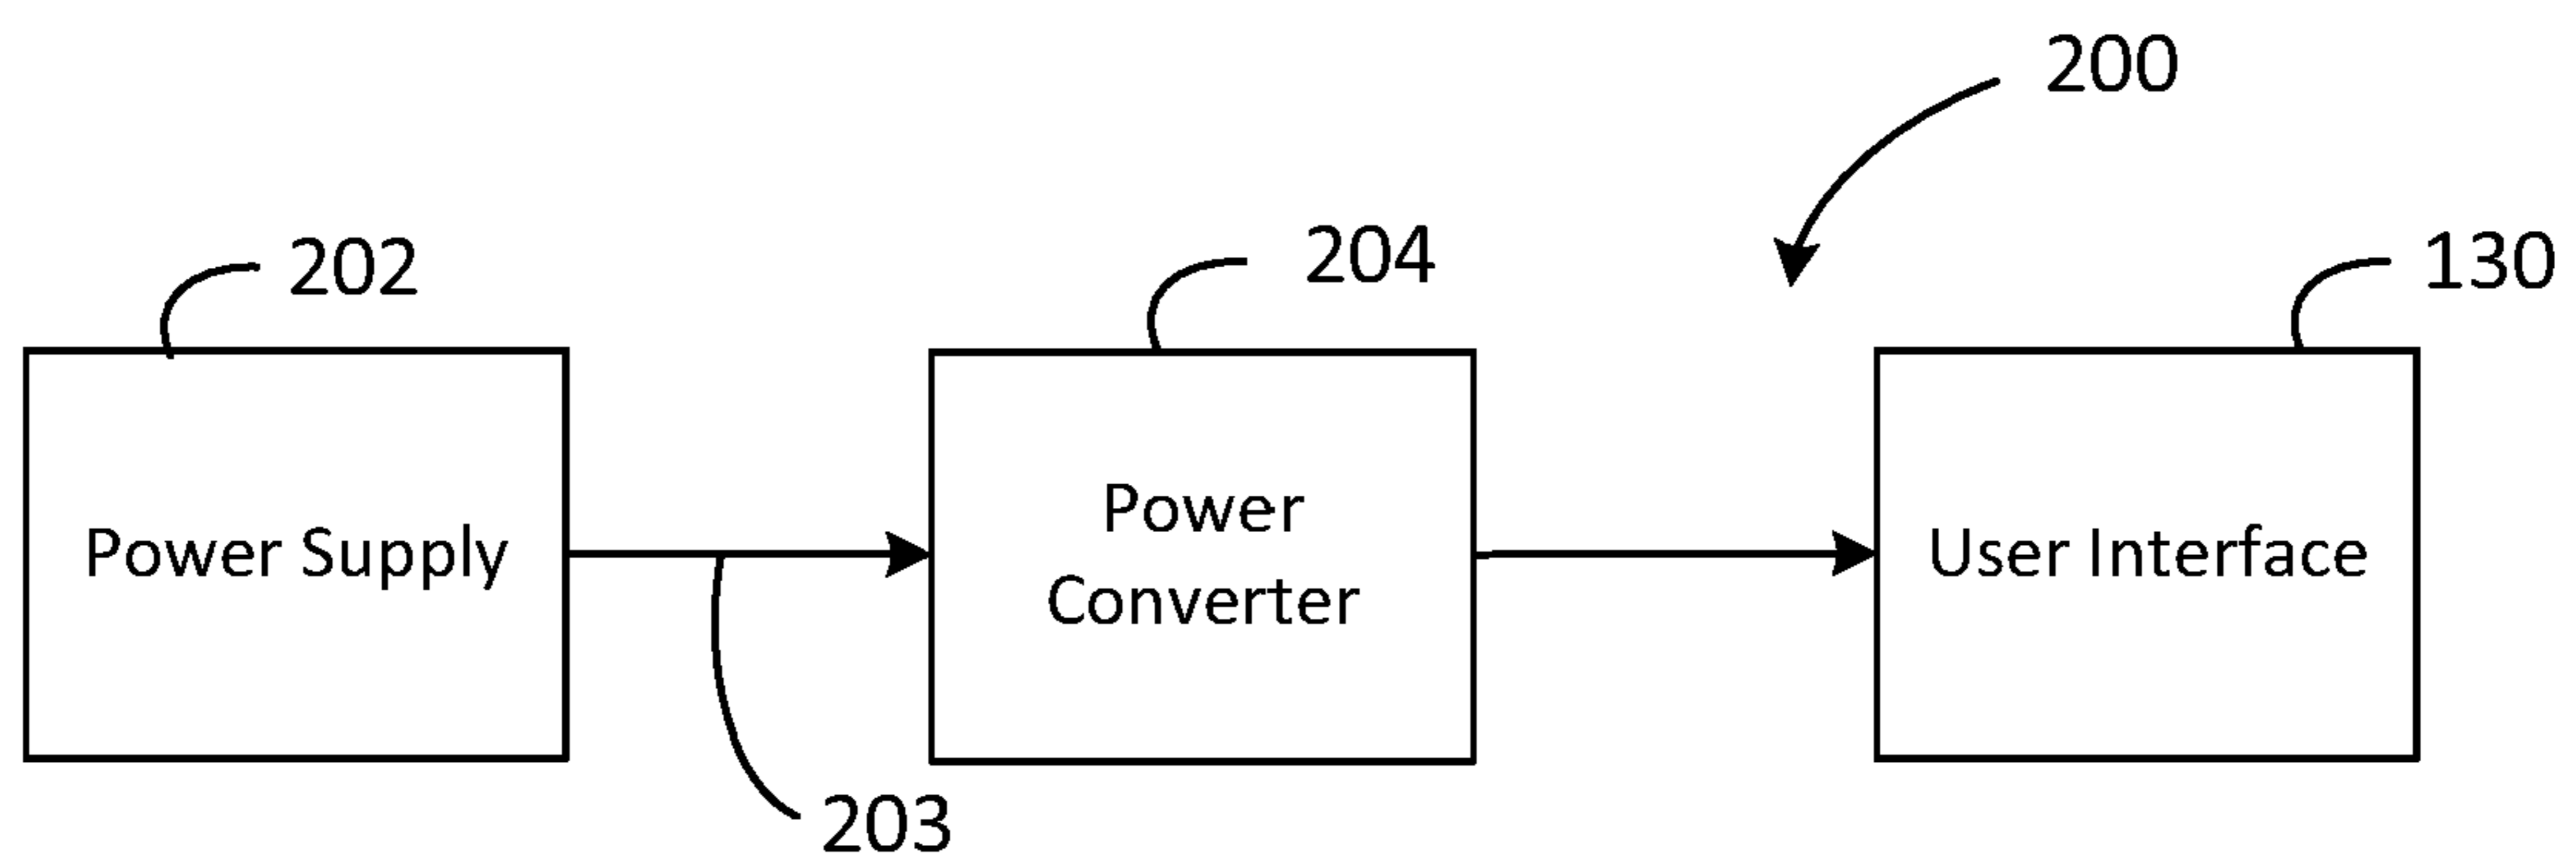 200
202
204
130
Power Supply
Power
Converter
User Interface
203